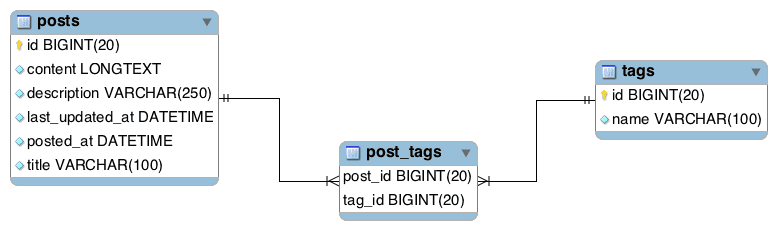 posts
id BIGINT(20)
content LONGTEXT
description VARCHAR(250)
last_updated_at DATETIME
posted_at DATETIME
title VARCHAR(100)
post_tags
post_id BIGINT(20)
tag_id BIGINT(20)
tags
id BIGINT(20)
name VARCHAR(100)